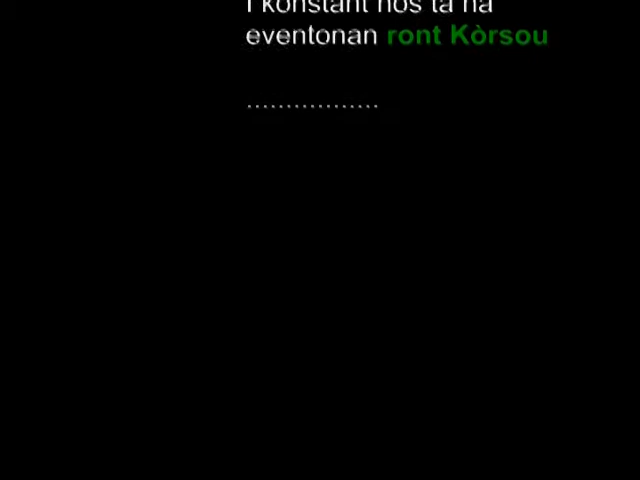 i konstant nos ta na
eventonan ront Kòrsou
.................